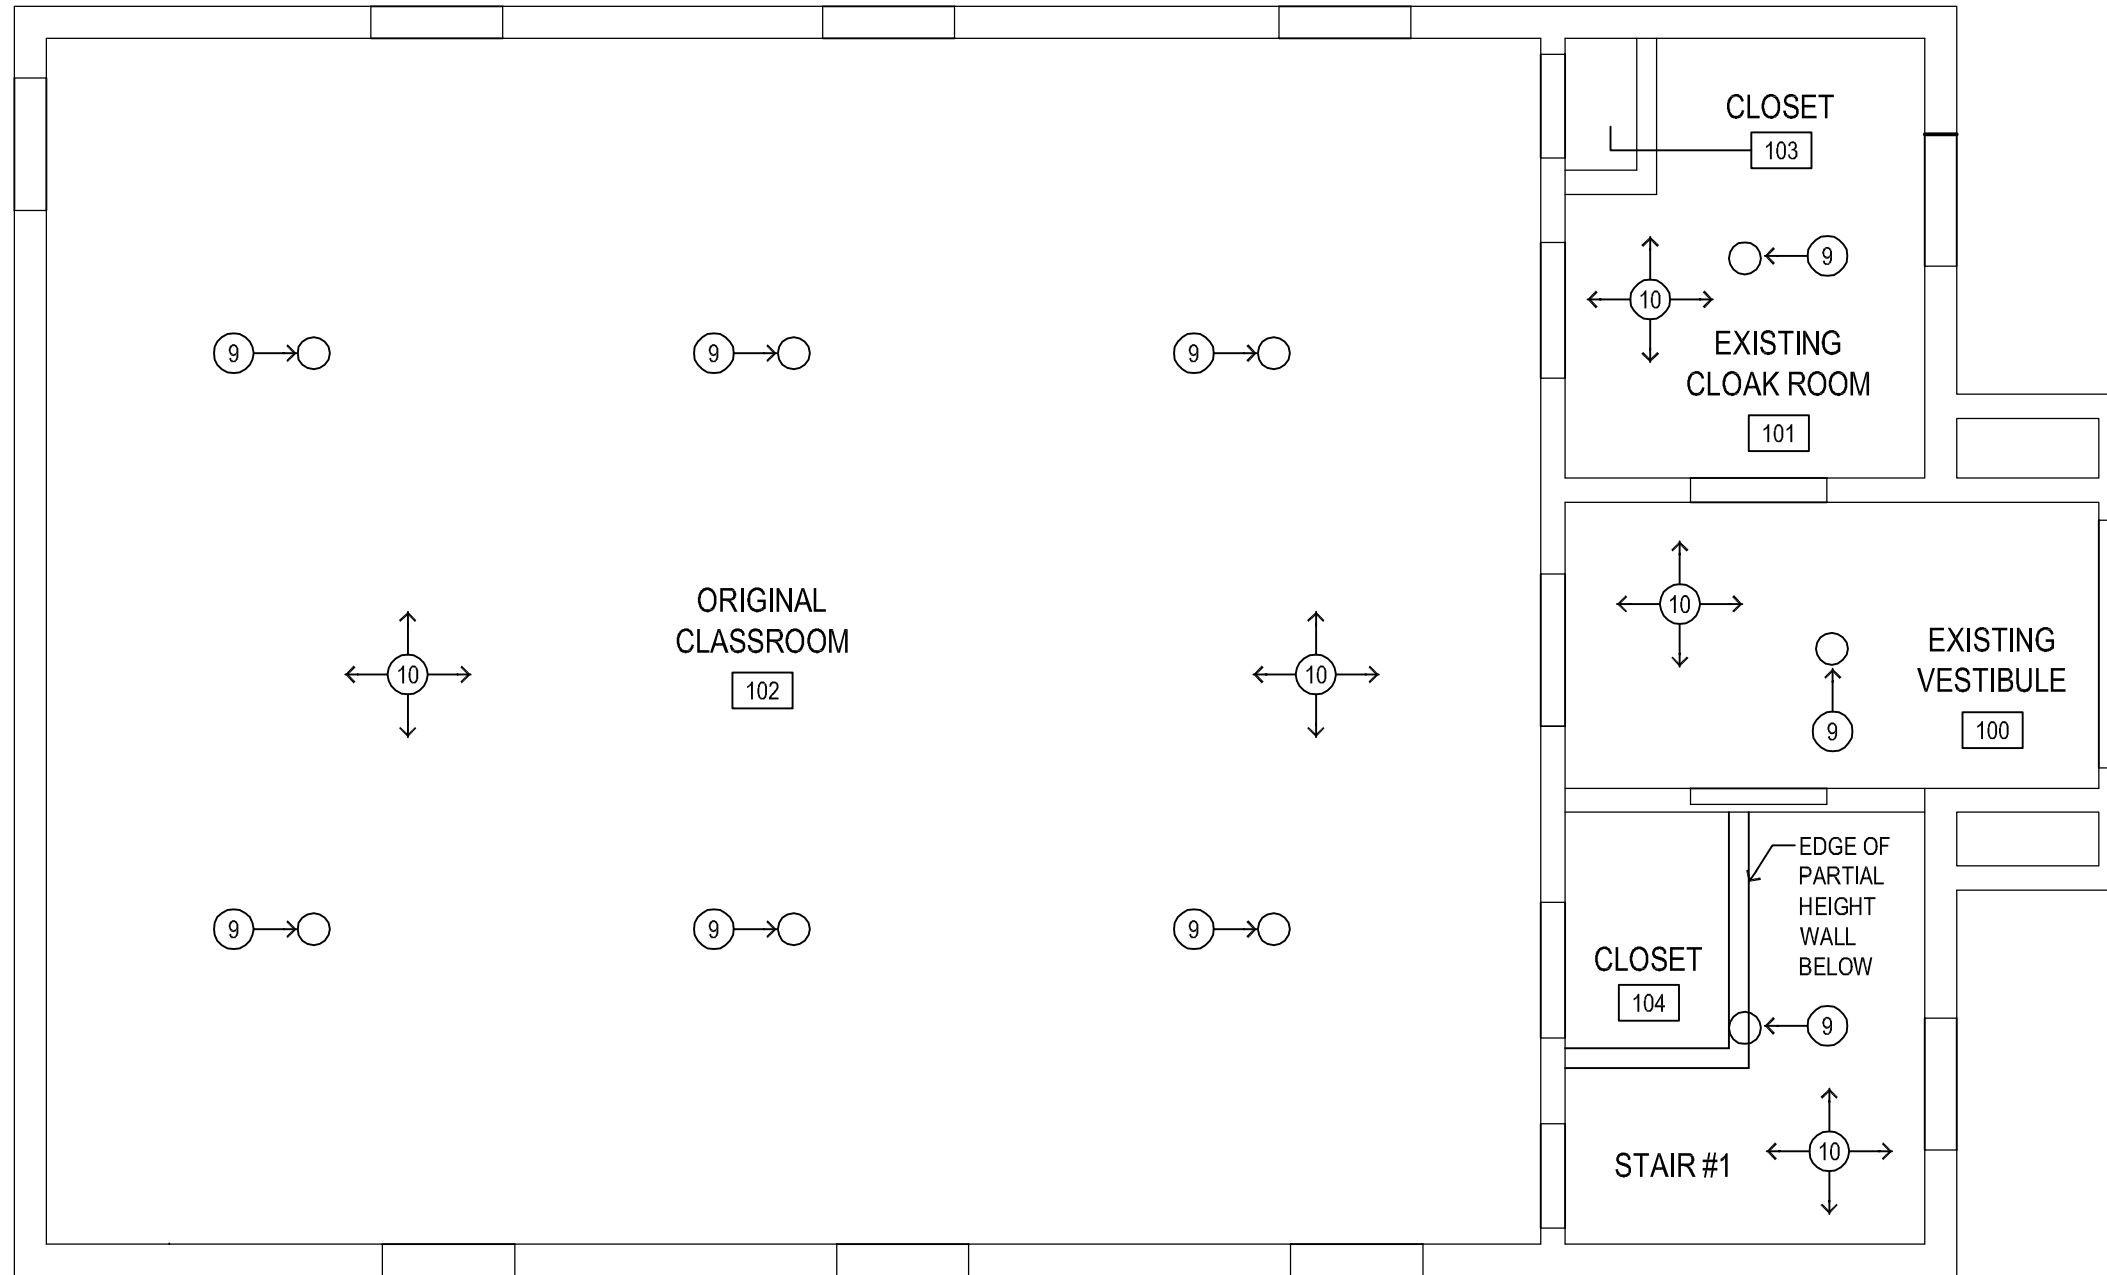 CLOSET
103
9
10
EXISTING
CLOAK ROOM
101
9
9
9
10
EXISTING
VESTIBULE
100
9
ORIGINAL
CLASSROOM
102
10
10
EDGE OF
PARTIAL
HEIGHT
WALL
BELOW
CLOSET
104
9
9
9
9
10
STAIR #1